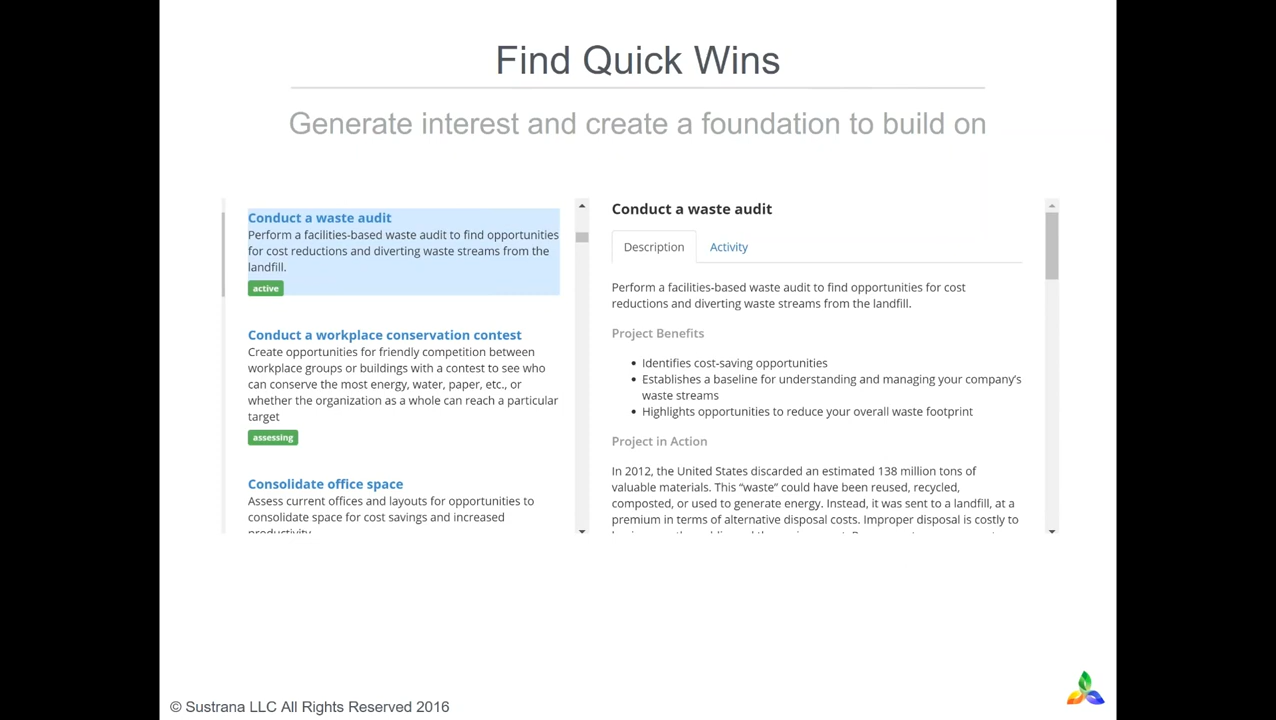 Find Quick Wins
Generate interest and create a foundation to build on
Conduct a waste audit
Perform a facilities-based waste audit to find opportunities
for cost reductions and diverting waste streams from the
landfill.
active
Conduct a workplace conservation contest
Create opportunities for friendly competition between
workplace groups or buildings with a contest to see who
can conserve the most energy, water, paper, etc., or
whether the organization as a whole can reach a particular
target
assessing
Consolidate office space
Assess current offices and layouts for opportunities to
consolidate space for cost savings and increased
productivity.
Conduct a waste audit
Description Activity
Perform a facilities-based waste audit to find opportunities for cost
reductions and diverting waste streams from the landfill.
Project Benefits
• Identifies cost-saving opportunities
• Establishes a baseline for understanding and managing your company’s
waste streams
• Highlights opportunities to reduce your overall waste footprint
Project in Action
In 2012, the United States discarded an estimated 138 million tons of
valuable materials. This “waste” could have been reused, recycled,
composted, or used to generate energy. Instead, it was sent to a landfill, at a
premium in terms of alternative disposal costs. Improper disposal is costly to
© Sustrana LLC All Rights Reserved 2016